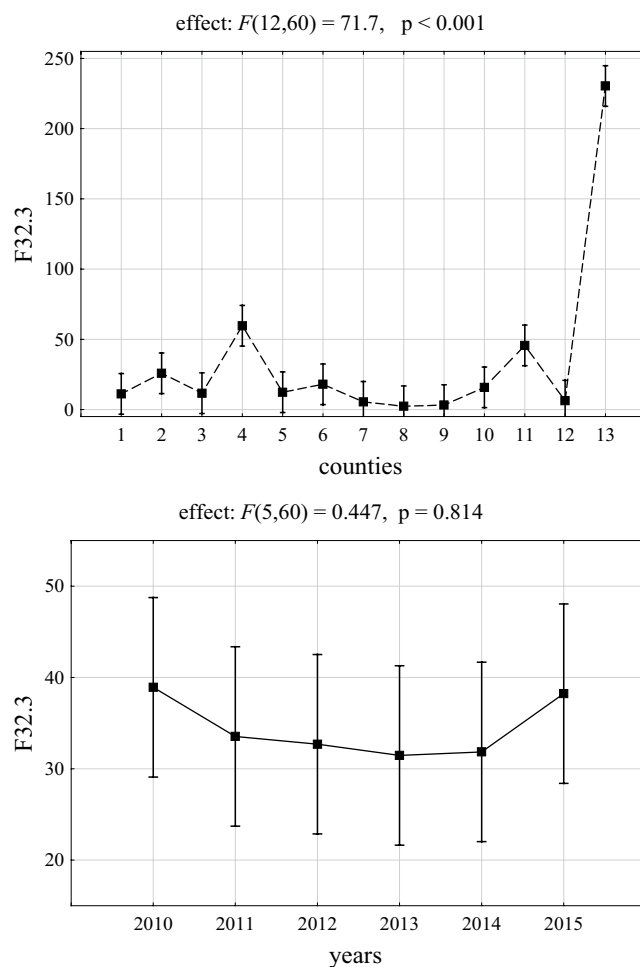 effect: F(12,60) = 71.7, p < 0.001
250
200
150
100
50
0
F32.3
1 2 3 4 5 6 7 8 9 10 11 12 13
counties
effect: F(5,60) = 0.447, p = 0.814
50
40
30
20
F32.3
2010 2011 2012 2013 2014 2015
years